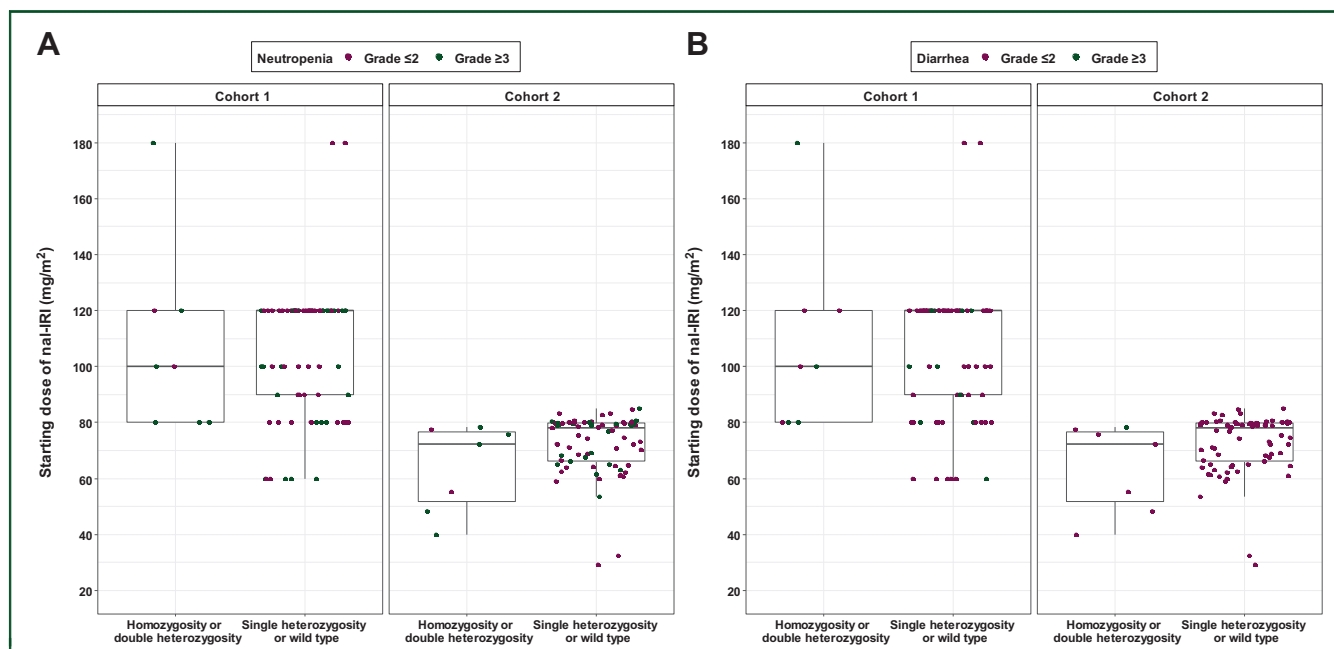 A
Neutropenia Grade ≤2 Grade ≥3
Cohort 1
Cohort 2
Starting dose of nal-IRI (mg/m²)
180
160
140
120
100
80
60
40
20
Homozygosity or
double heterozygosity
Single heterozygosity
or wild type
Homozygosity or
double heterozygosity
Single heterozygosity
or wild type
B
Diarrhea Grade ≤2 Grade ≥3
Cohort 1
Cohort 2
Starting dose of nal-IRI (mg/m²)
180
160
140
120
100
80
60
40
20
Homozygosity or
double heterozygosity
Single heterozygosity
or wild type
Homozygosity or
double heterozygosity
Single heterozygosity
or wild type